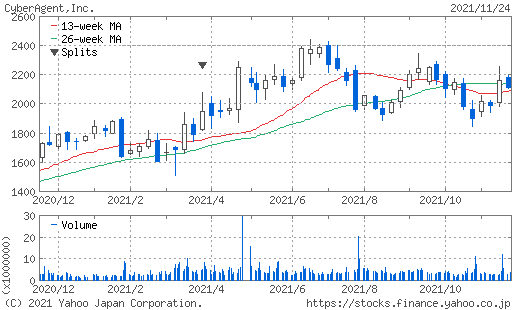 CyberAgent,Inc. 2021/11/24
2600
13-week MA
26-week MA
Splits
2400
2200
2000
1800
1600
1400
2020/12 2021/2 2021/4 2021/6 2021/8 2021/10
30
Volume
20
10
0
(x1000000)
2020/12 2021/2 2021/4 2021/6 2021/8 2021/10
(C) 2021 Yahoo Japan Corporation. https://stocks.finance.yahoo.co.jp/